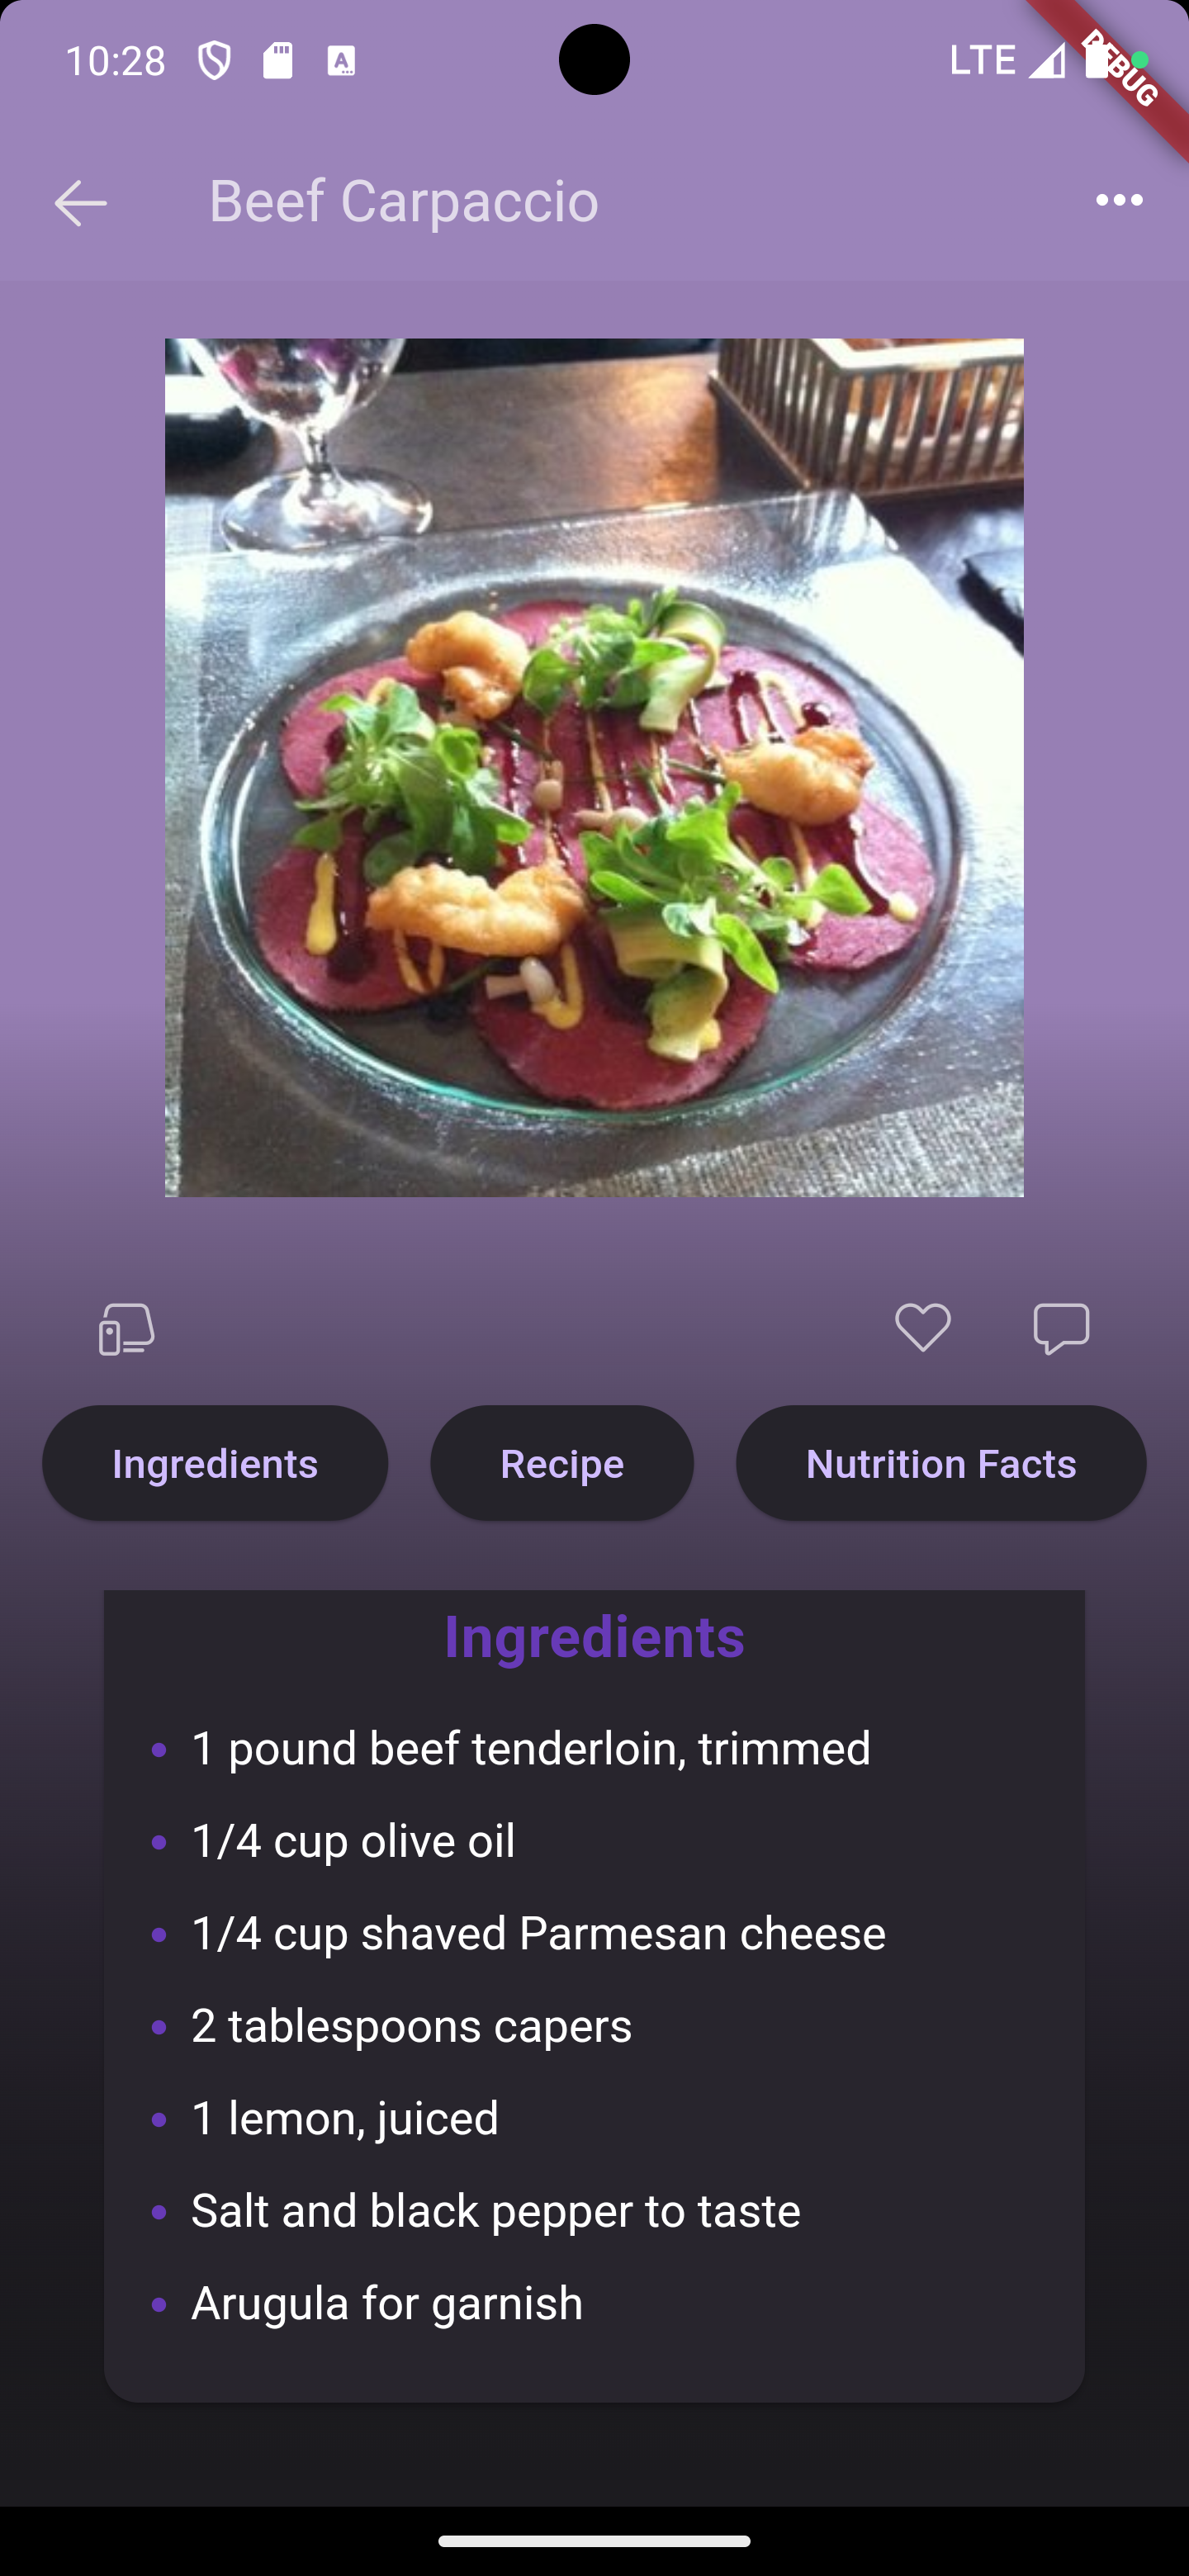 10:28
LTE
DEBUG
Beef Carpaccio
Ingredients
Recipe
Nutrition Facts
Ingredients
1 pound beef tenderloin, trimmed
1/4 cup olive oil
1/4 cup shaved Parmesan cheese
2 tablespoons capers
1 lemon, juiced
Salt and black pepper to taste
Arugula for garnish